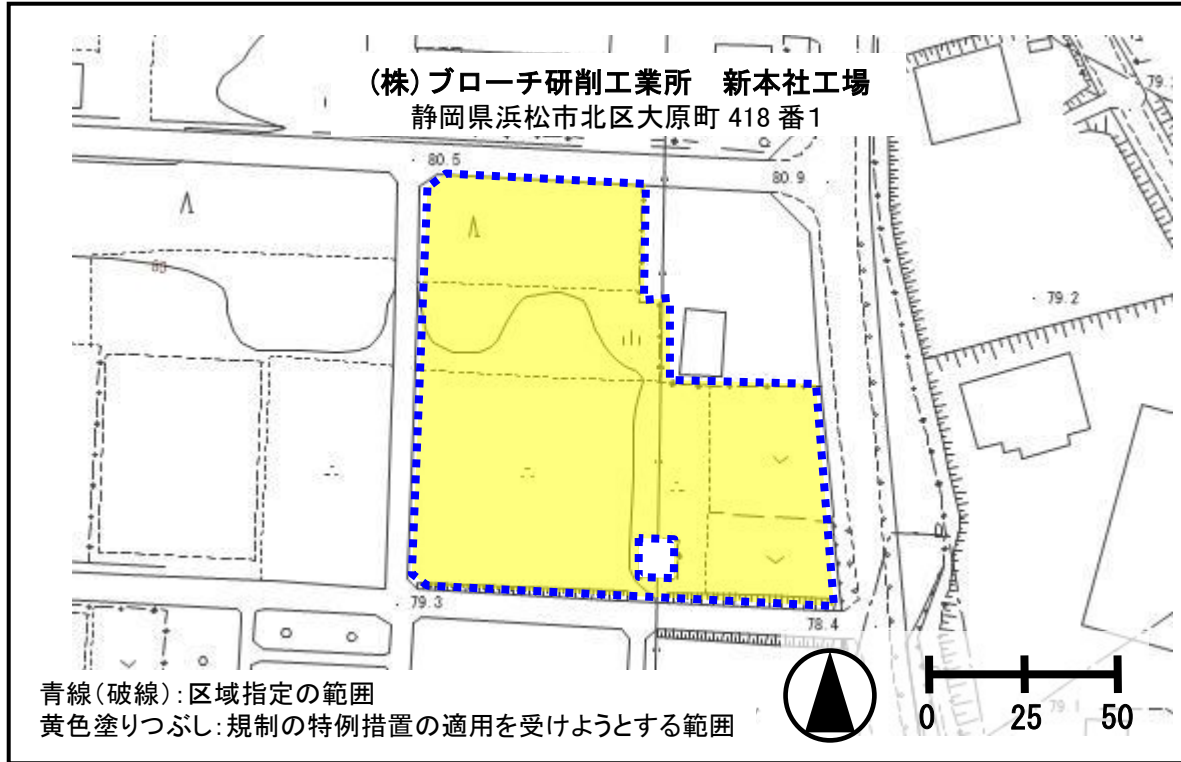 (株)ブローチ研削工業所　新本社工場
静岡県浜松市北区大原町 418 番1
80.5
80.9
79.2
79.3
78.4
青線(破線):区域指定の範囲
黄色塗りつぶし:規制の特例措置の適用を受けようとする範囲
0 25 50
79.1